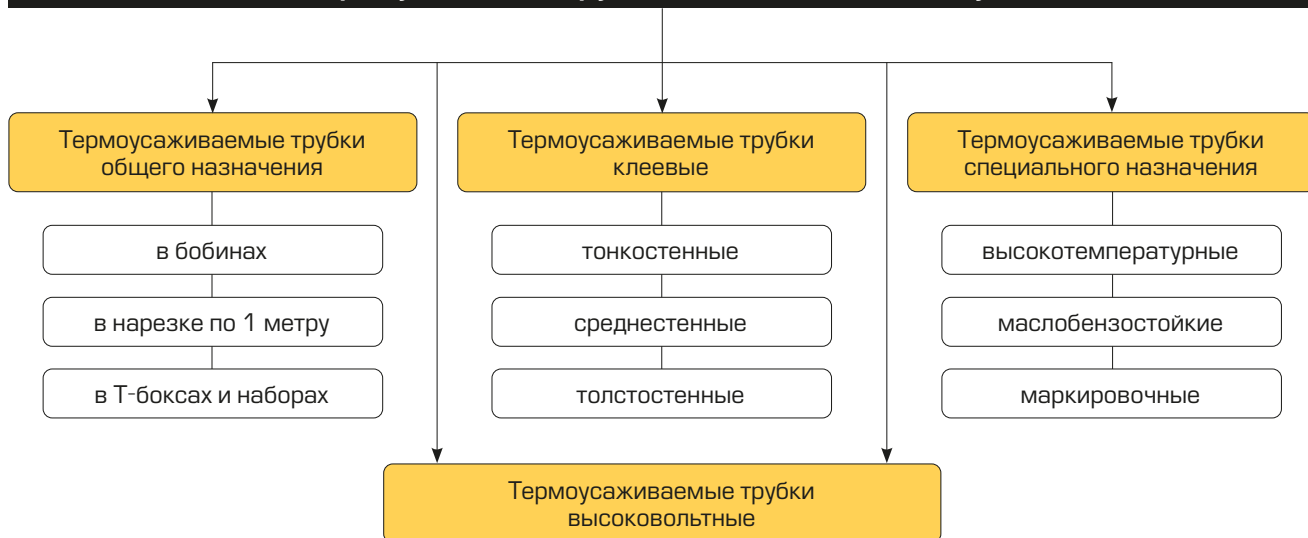 Термоусаживаемые трубки
общего назначения
в бобинах
в нарезке по 1 метру
в Т-боксах и наборах
Термоусаживаемые трубки
клеевые
тонкостенные
среднестенные
толстостенные
Термоусаживаемые трубки
специального назначения
высокотемпературные
маслобензостойкие
маркировочные
Термоусаживаемые трубки
высоковольтные